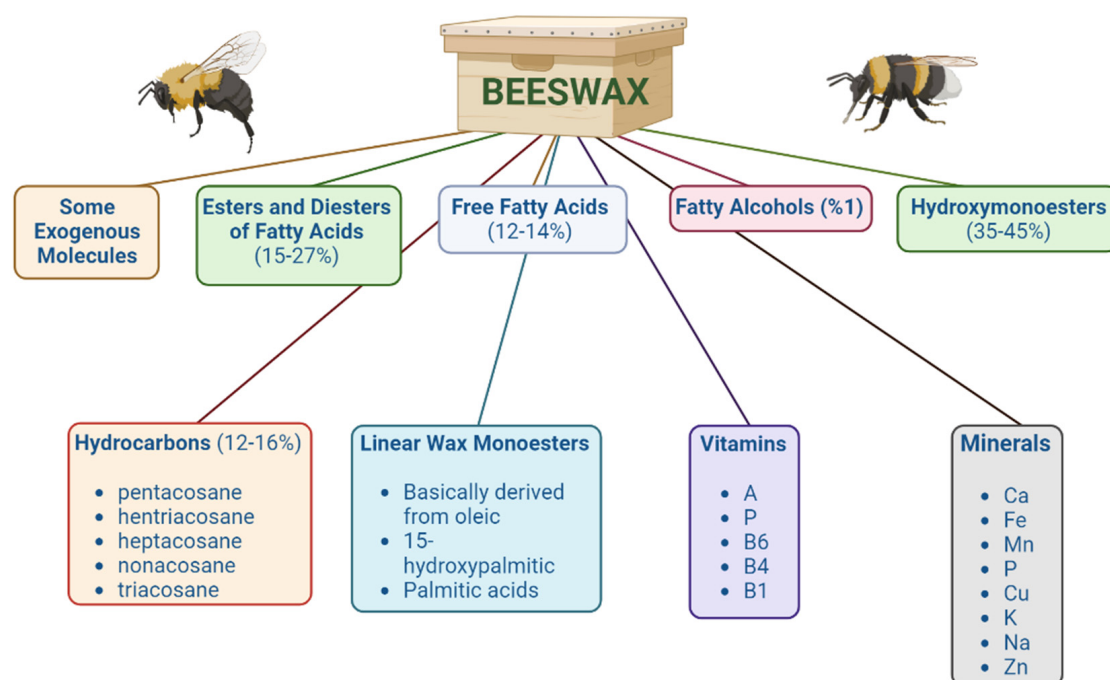 BEESWAX
Some
Exogenous
Molecules
Esters and Diesters
of Fatty Acids
(15-27%)
Free Fatty Acids
(12-14%)
Fatty Alcohols (%1)
Hydroxymonoesters
(35-45%)
Hydrocarbons (12-16%)
• pentacosane
• hentriacosane
• heptacosane
• nonacosane
• triacosane
Linear Wax Monoesters
• Basically derived
from oleic
• 15-
hydroxypalmitic
• Palmitic acids
Vitamins
• A
• P
• B6
• B4
• B1
Minerals
• Ca
• Fe
• Mn
• P
• Cu
• K
• Na
• Zn